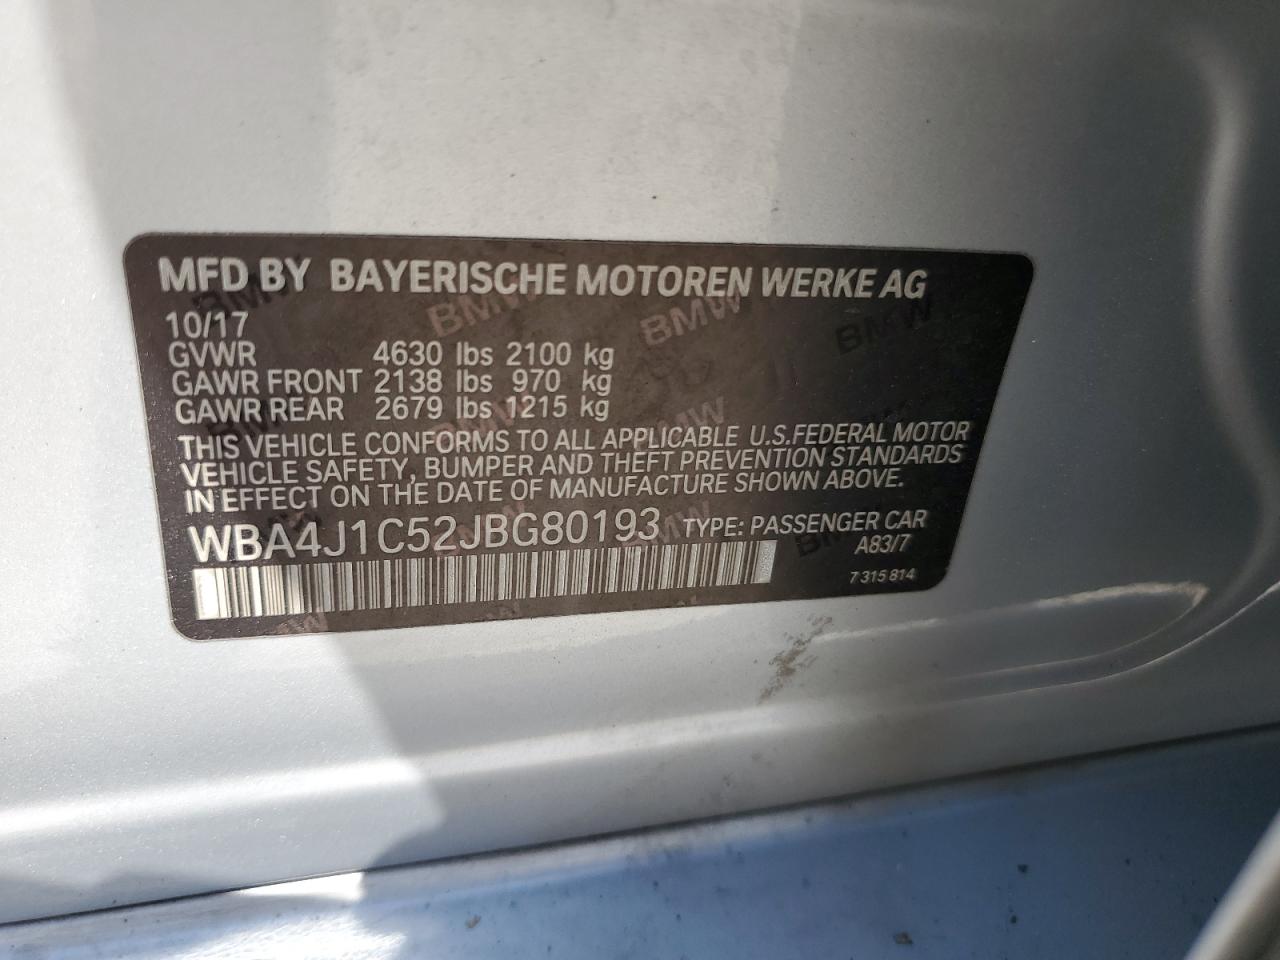 MFD BY BAYERISCHE MOTOREN WERKE AG
10/17
GVWR 4630 lbs 2100 kg
GAWR FRONT 2138 lbs 970 kg
GAWR REAR 2679 lbs 1215 kg
THIS VEHICLE CONFORMS TO ALL APPLICABLE U.S.FEDERAL MOTOR
VEHICLE SAFETY, BUMPER AND THEFT PREVENTION STANDARDS
IN EFFECT ON THE DATE OF MANUFACTURE SHOWN ABOVE.
WBA4J1C52JBG80193 TYPE: PASSENGER CAR
A83/7
7 315 814